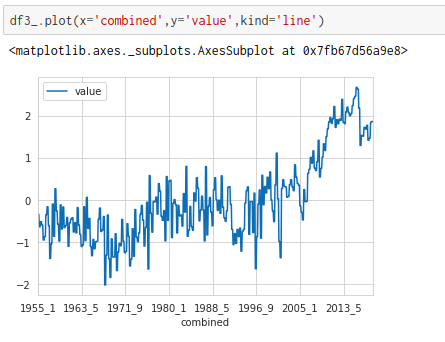 df3_.plot(x='combined',y='value',kind='line')
<matplotlib.axes._subplots.AxesSubplot at 0x7fb67d56a9e8>
value
2
1
0
−1
−2
1955_1 1963_5 1971_9 1980_1 1988_5 1996_9 2005_1 2013_5
combined